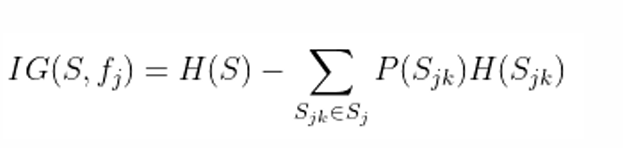 IG(S, f_j) = H(S) − ∑_{S_{jk}∈S_j} P(S_{jk})H(S_{jk})